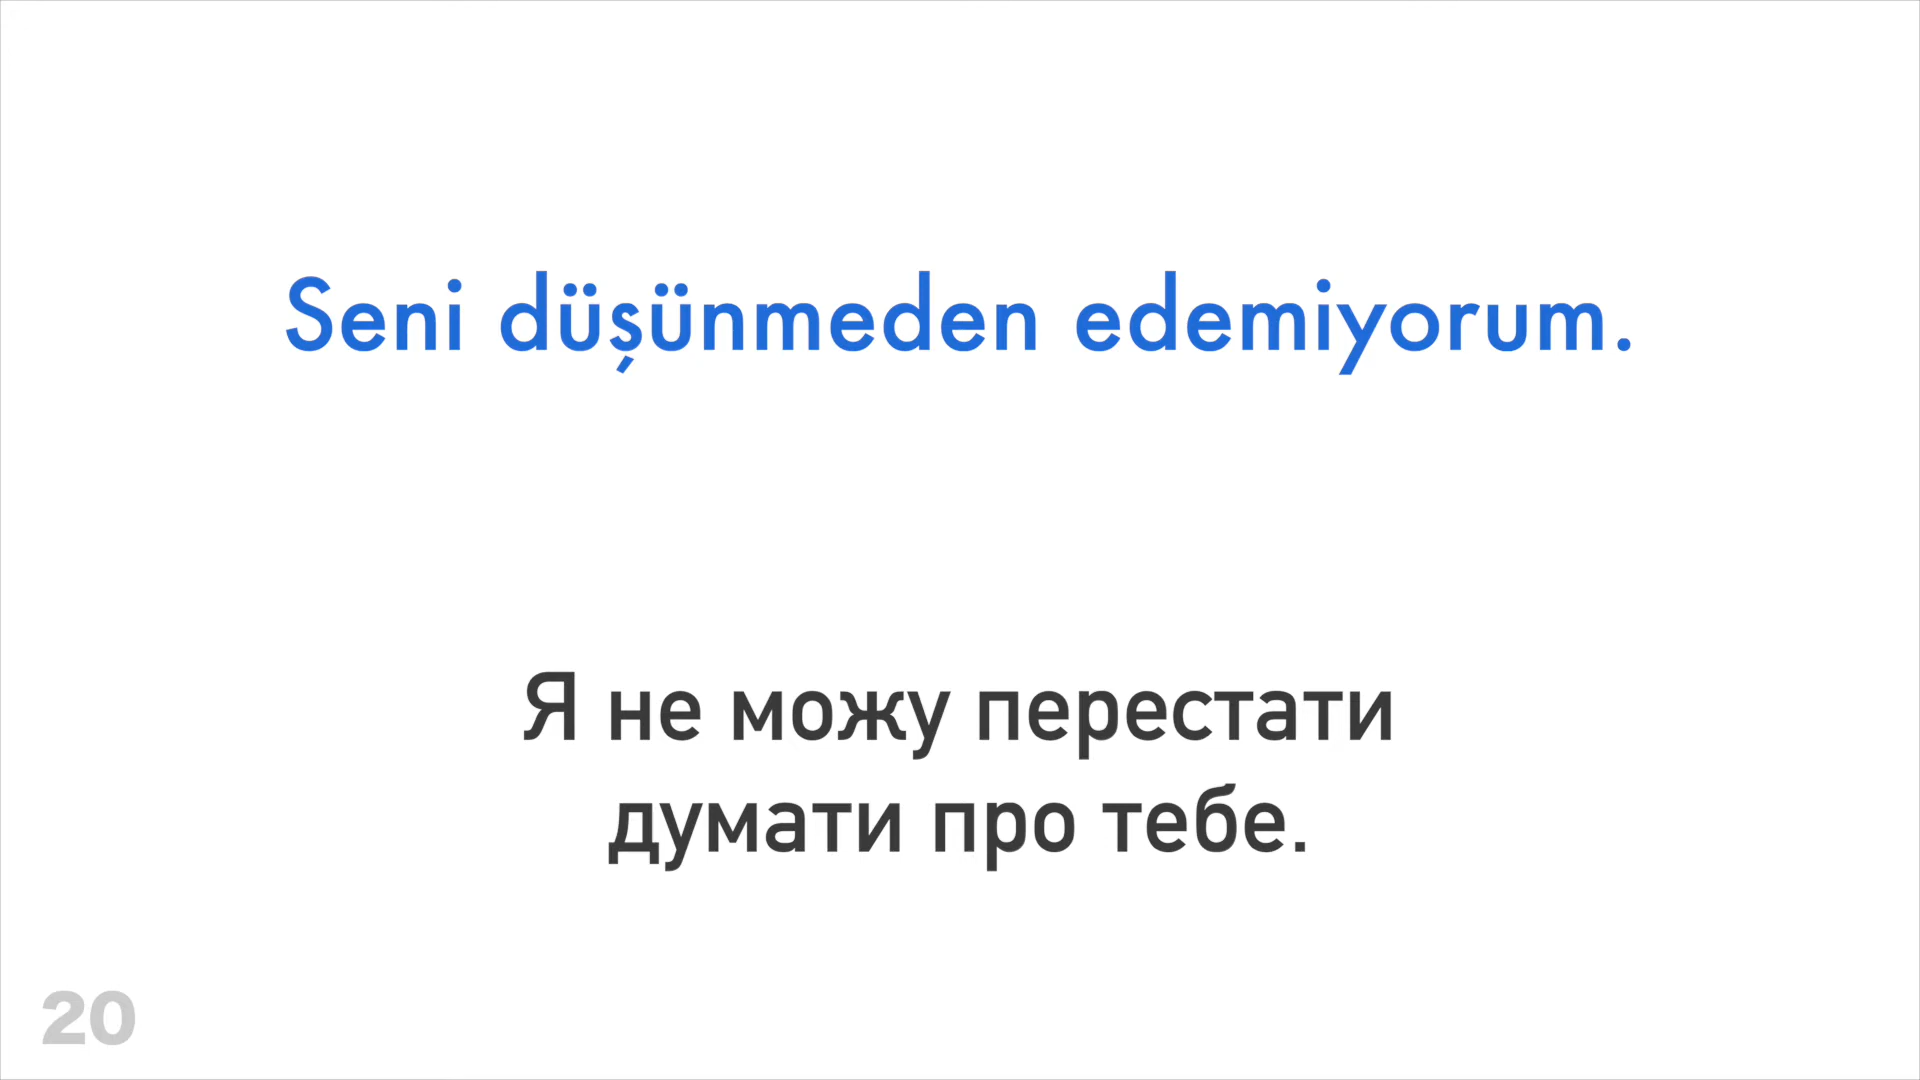 Seni düşünmeden edemiyorum.
Я не можу перестати
думати про тебе.
20